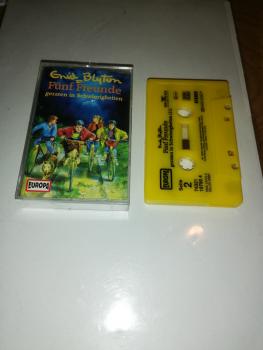 Enid Blyton
Fünf Freunde
geraten in Schwierigkeiten
EUROPA
Enid Blyton
Fünf Freunde
geraten in Schwierigkeiten
EUROPA
Seite
2